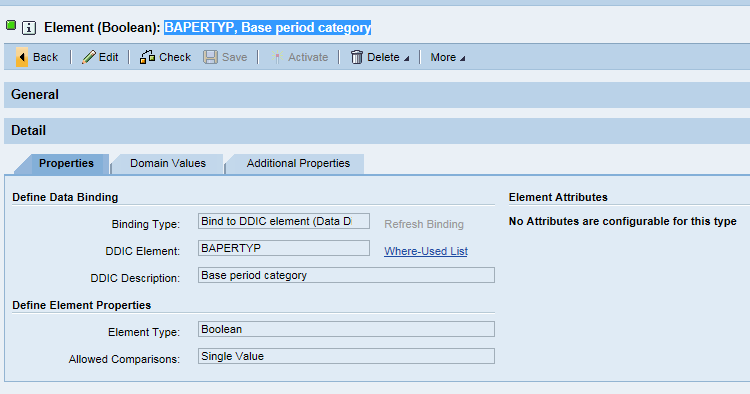 Element (Boolean): BAPERTYP, Base period category
Back Edit Check Save Activate Delete More
General
Detail
Properties Domain Values Additional Properties
Define Data Binding Element Attributes
Binding Type: Bind to DDIC element (Data D Refresh Binding No Attributes are configurable for this type
DDIC Element: BAPERTYP Where-Used List
DDIC Description: Base period category
Define Element Properties
Element Type: Boolean
Allowed Comparisons: Single Value